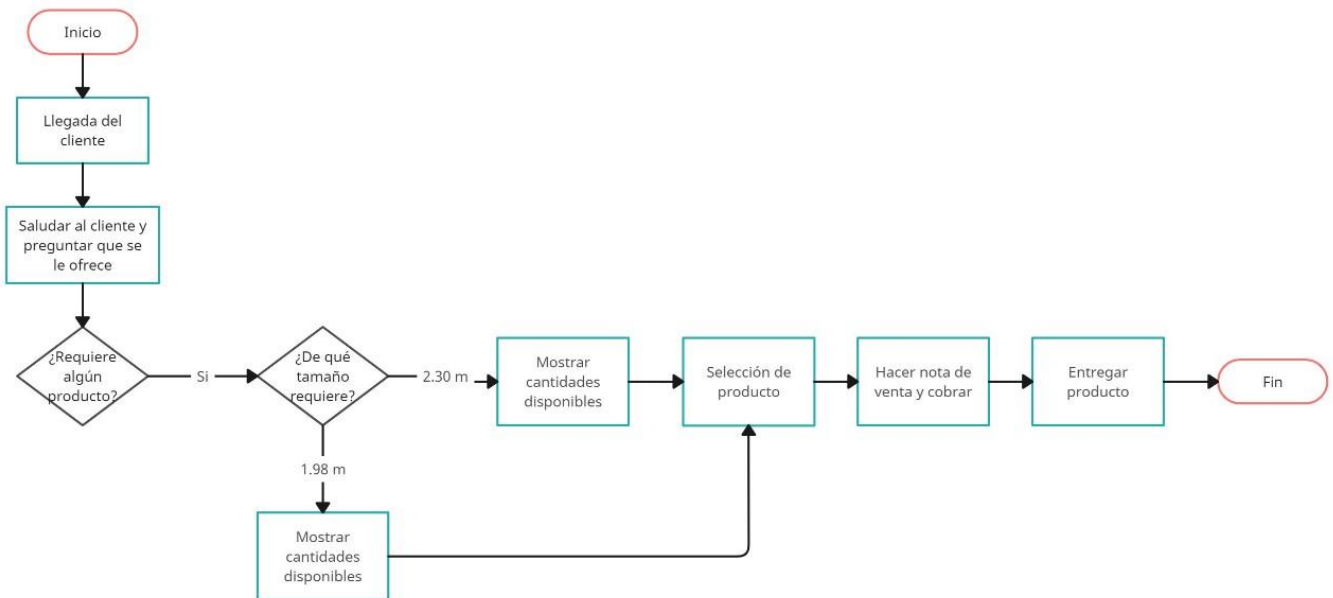 Inicio
Llegada del
cliente
Saludar al cliente y
preguntar que se
le ofrece
¿Requiere
algún
producto?
Si
¿De qué
tamaño
requiere?
2.30 m
Mostrar
cantidades
disponibles
Selección de
producto
Hacer nota de
venta y cobrar
Entregar
producto
Fin
1.98 m
Mostrar
cantidades
disponibles